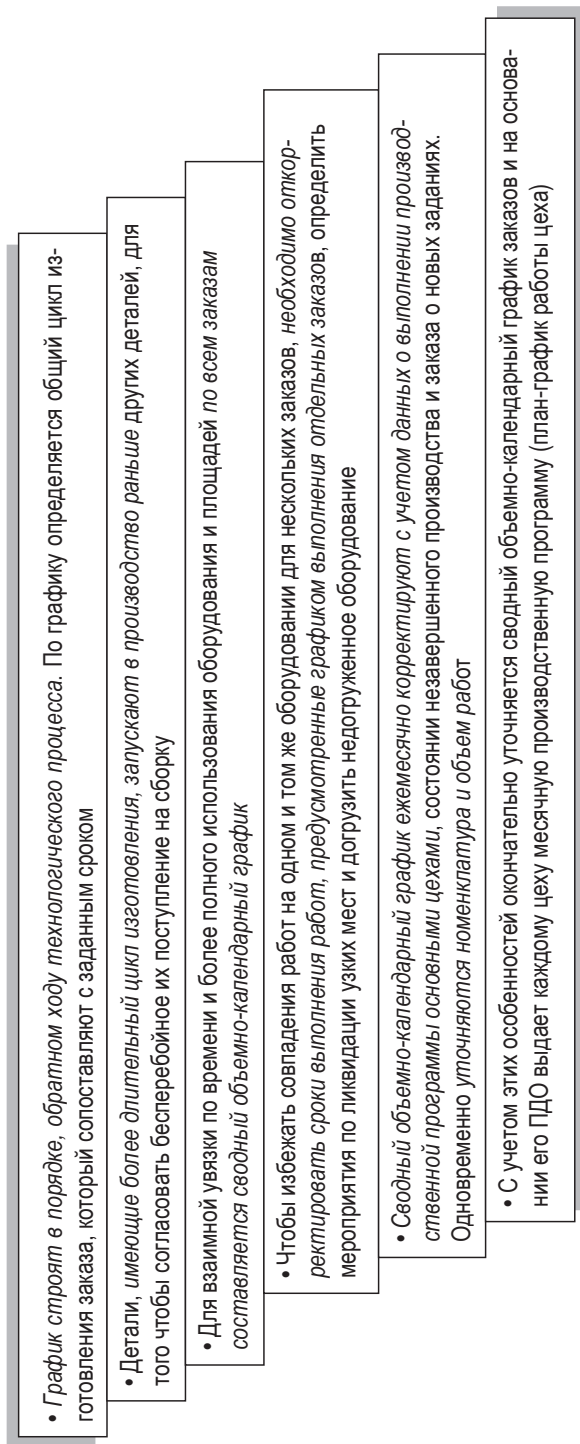 • График строят в порядке, обратном ходу технологического процесса. По графику определяется общий цикл из-
готовления заказа, который сопоставляют с заданным сроком
• Детали, имеющие более длительный цикл изготовления, запускают в производство раньше других деталей, для
того чтобы согласовать бесперебойное их поступление на сборку
• Для взаимной увязки по времени и более полного использования оборудования и площадей по всем заказам
составляется сводный объемно-календарный график
• Чтобы избежать совпадения работ на одном и том же оборудовании для нескольких заказов, необходимо откор-
ректировать сроки выполнения работ, предусмотренные графиком выполнения отдельных заказов, определить
мероприятия по ликвидации узких мест и догрузить недогруженное оборудование
• Сводный объемно-календарный график ежемесячно корректируют с учетом данных о выполнении производ-
ственной программы основными цехами, состоянии незавершенного производства и заказа о новых заданиях.
Одновременно уточняются номенклатура и объем работ
• С учетом этих особенностей окончательно уточняется сводный объемно-календарный график заказов и на основа-
нии его ПДО выдает каждому цеху месячную производственную программу (план-график работы цеха)